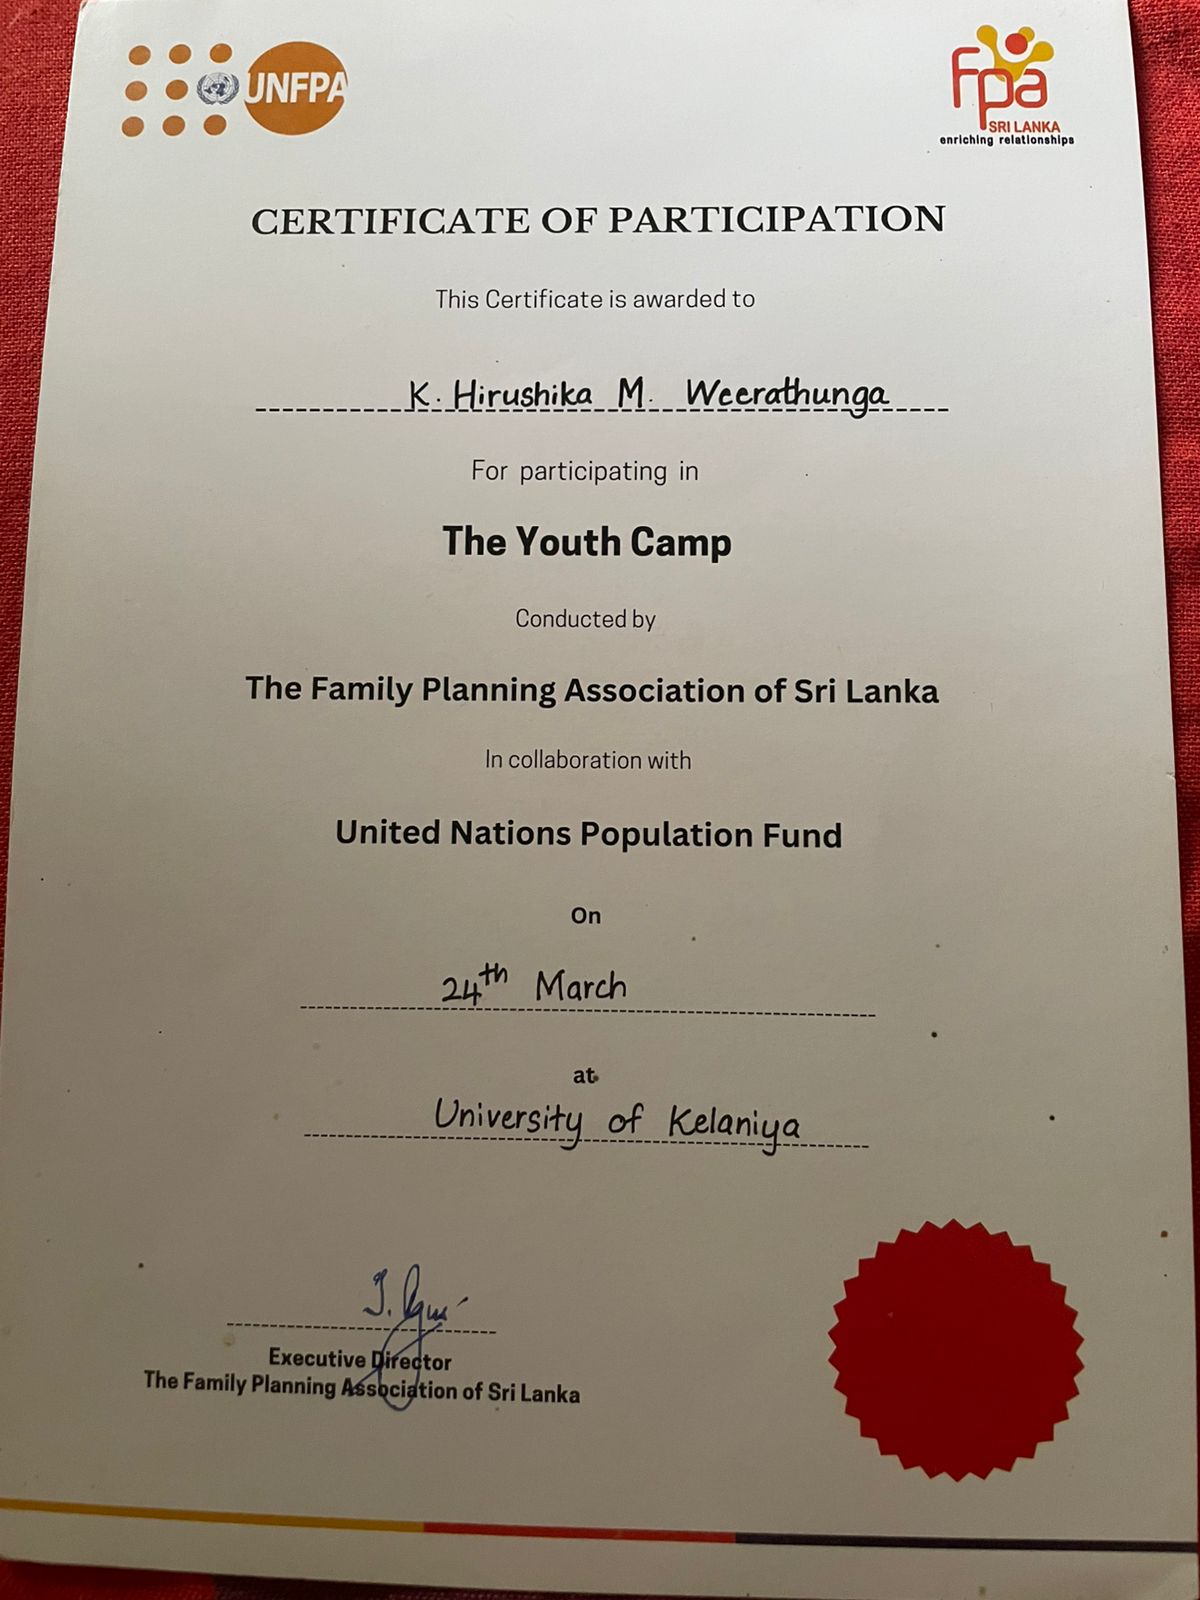 UNFPA
fpa
SRI LANKA
enriching relationships
CERTIFICATE OF PARTICIPATION
This Certificate is awarded to
K. Hirushika M. Weerathunga
For participating in
The Youth Camp
Conducted by
The Family Planning Association of Sri Lanka
In collaboration with
United Nations Population Fund
On
24th March
at
University of Kelaniya
Executive Director
The Family Planning Association of Sri Lanka